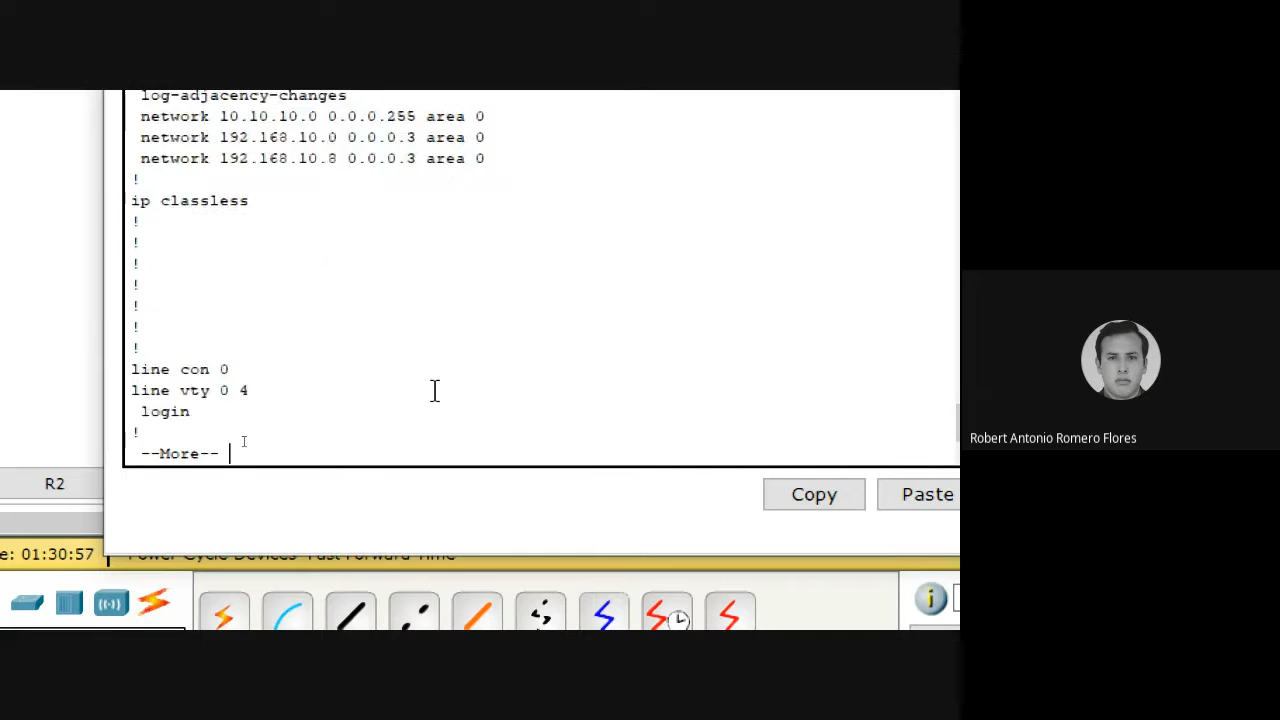 log-adjacency-changes
network 10.10.10.0 0.0.0.255 area 0
network 192.168.10.0 0.0.0.3 area 0
network 192.168.10.8 0.0.0.3 area 0
!
ip classless
!
!
!
!
!
!
!
line con 0
line vty 0 4
login
!
--More--
Copy
Paste
R2
e: 01:30:57
Power Cycle Devices Fast Forward Time
Robert Antonio Romero Flores